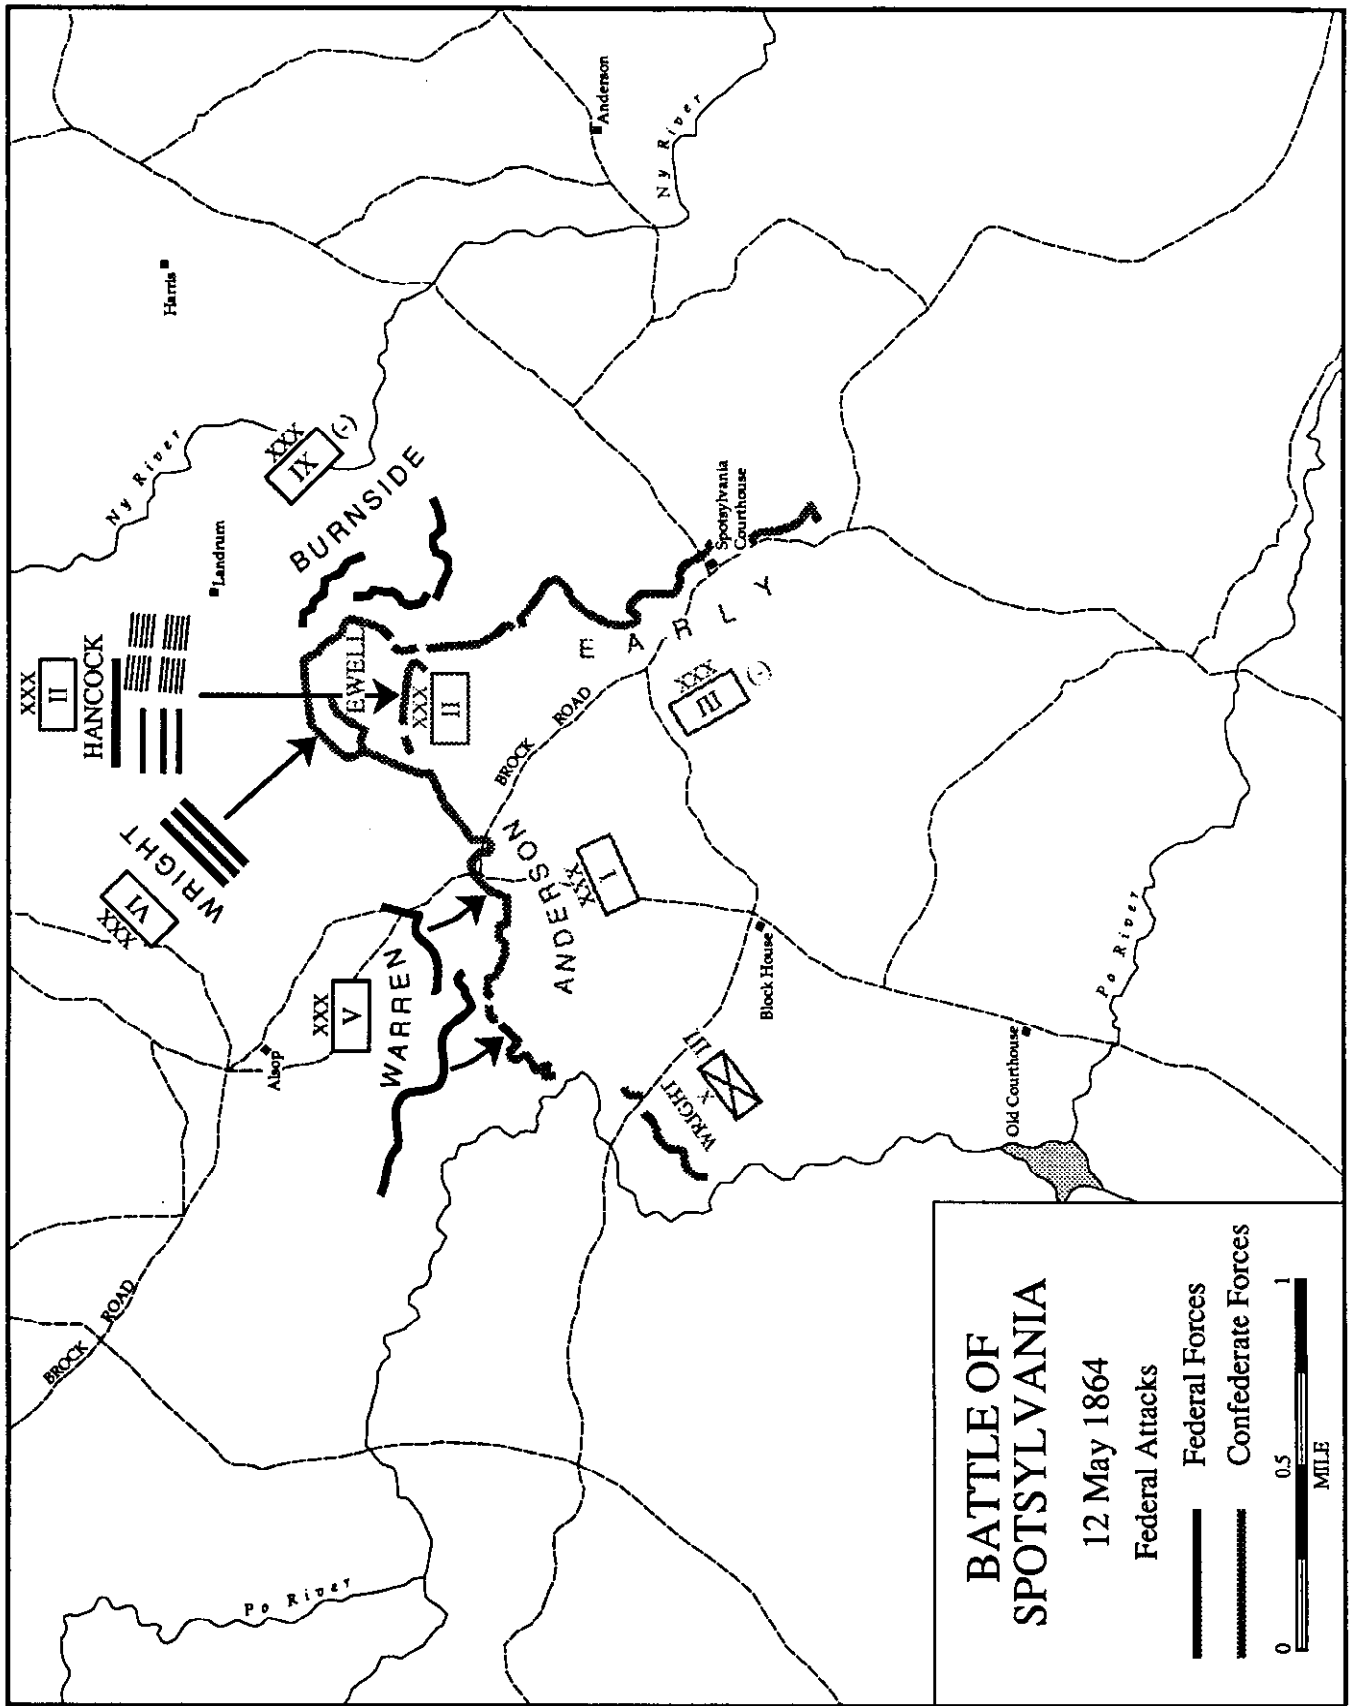 BATTLE OF
SPOTSYLVANIA
12 May 1864
Federal Attacks
Federal Forces
Confederate Forces
0 0.5 1
MILE
BROCK ROAD
Po River
Alsop
XXX
VI
WRIGHT
XXX
II
HANCOCK
Landrum
Ny River
Harris
XXX
IX
(-)
BURNSIDE
XXX
V
WARREN
EWELL
XXX
II
Anderson
Ny River
BROCK ROAD
ANDERSON
XXX
I
EARLY
XXX
III
(-)
Spotsylvania
Courthouse
WRIGHT
X
III
Block House
Old Courthouse
Po River